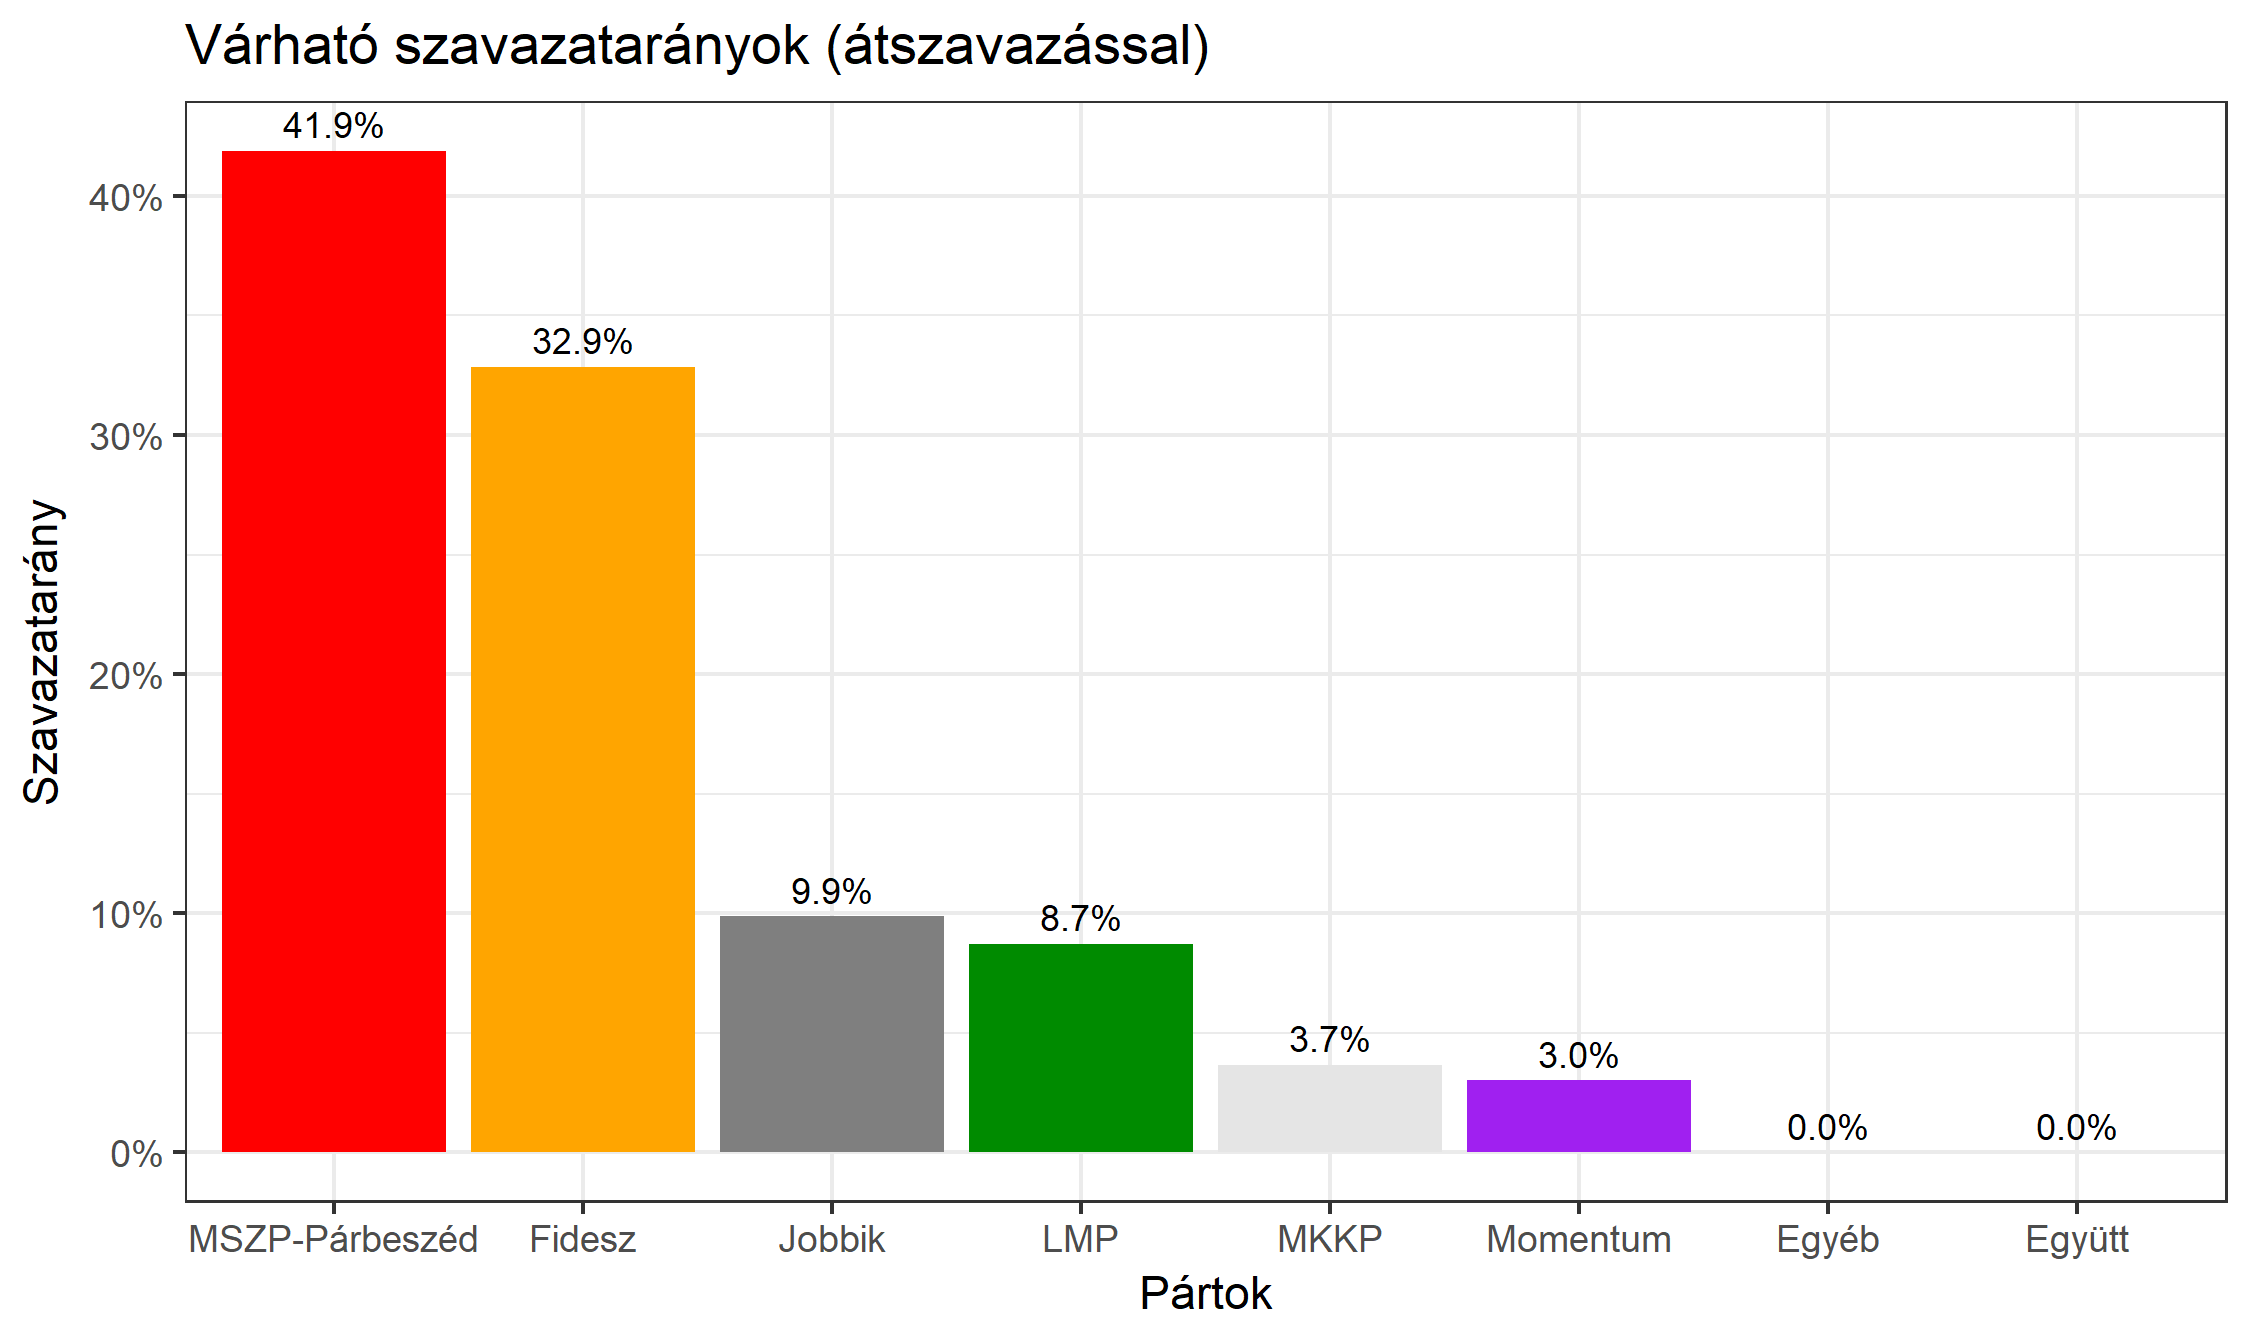 Várható szavazatarányok (átszavazással)
41.9%
32.9%
9.9%
8.7%
3.7%
3.0%
0.0%
0.0%
40%
30%
20%
10%
0%
Szavazatarány
MSZP-Párbeszéd
Fidesz
Jobbik
LMP
MKKP
Momentum
Egyéb
Együtt
Pártok